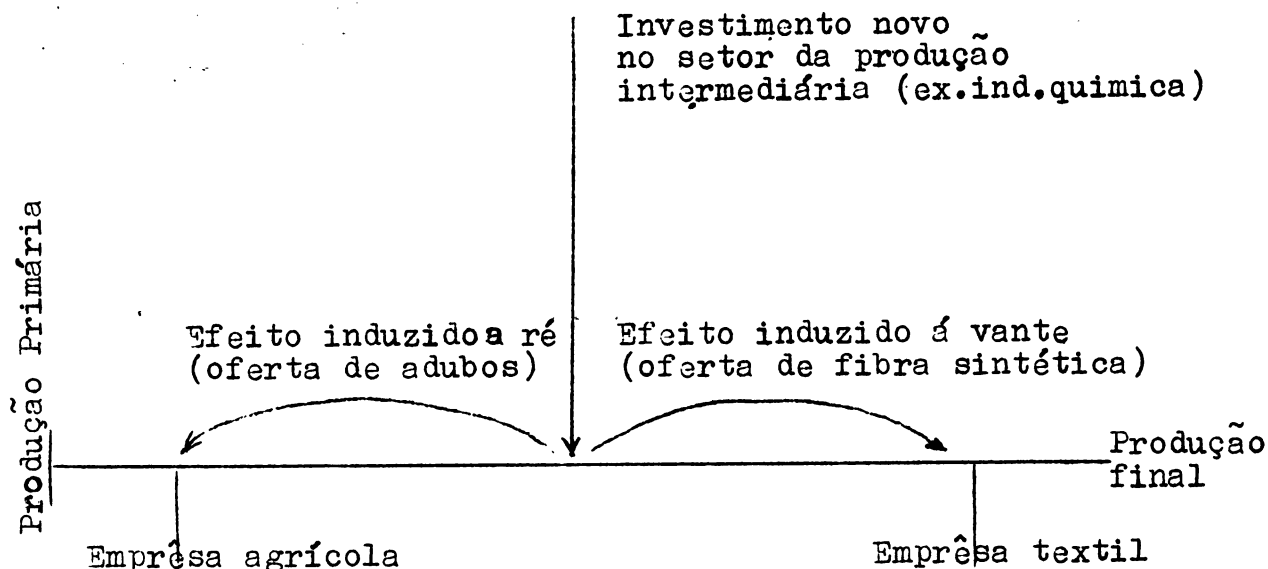 Investimento novo
no setor da produção
intermediária (ex.ind.quimica)
Produção Primária
Efeito induzido a ré
(oferta de adubos)
Efeito induzido á vante
(oferta de fibra sintética)
Produção
final
Emprêsa agrícola
Emprêsa textil